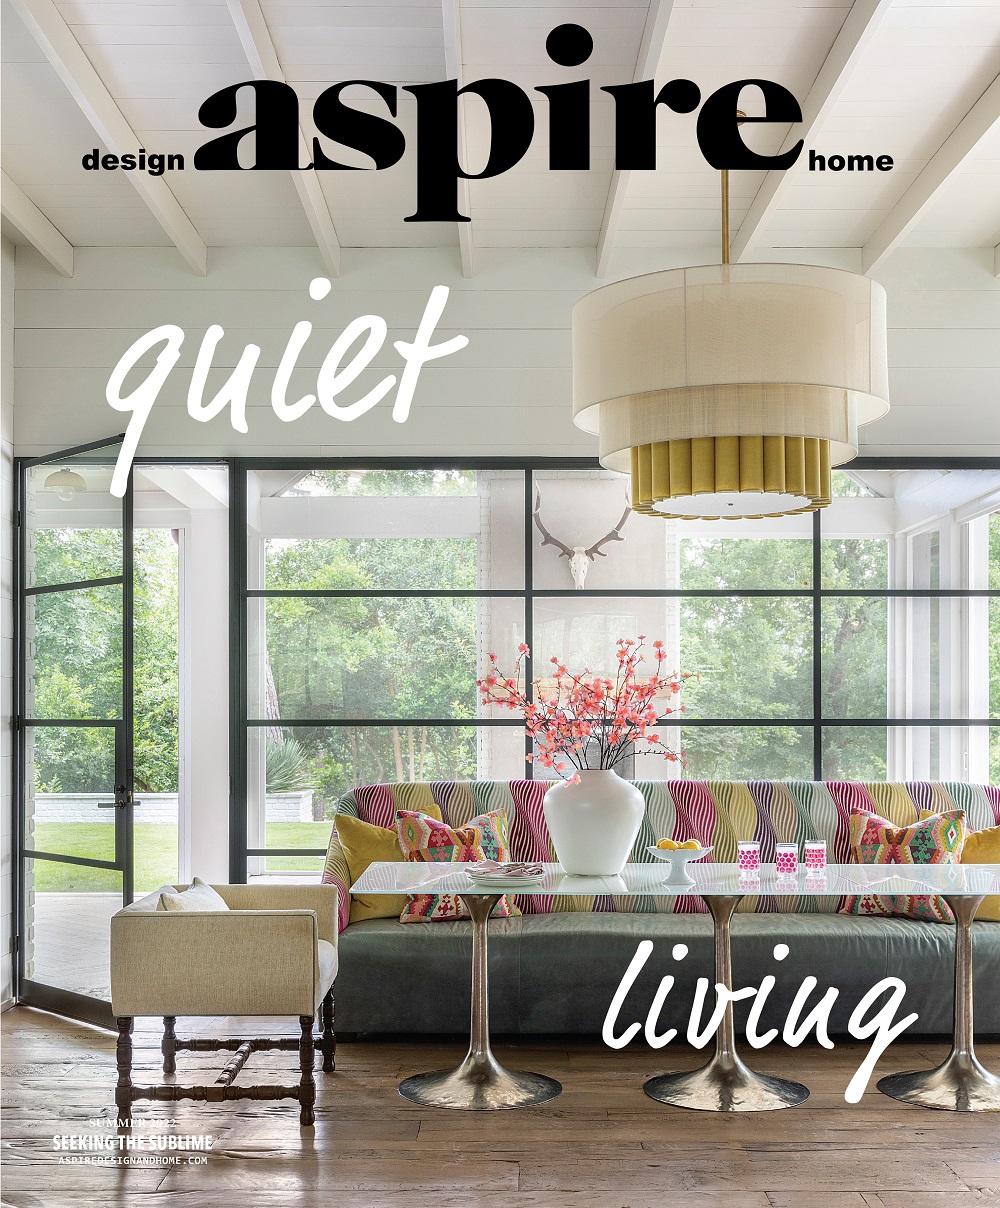 design aspire home
quiet
living
SUMMER 2022
SEEKING THE SUBLIME
ASPIREDESIGNANDHOME.COM